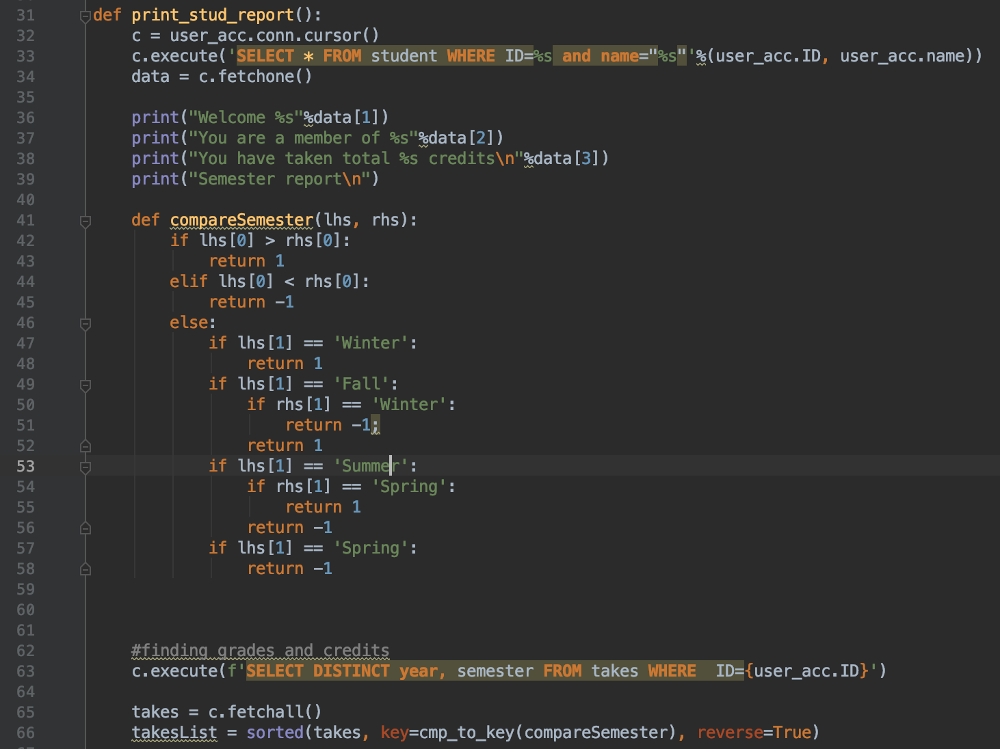 31 def print_stud_report():
32 c = user_acc.conn.cursor()
33 c.execute('SELECT * FROM student WHERE ID=%s and name="%s"'%(user_acc.ID, user_acc.name))
34 data = c.fetchone()
35
36 print("Welcome %s"%data[1])
37 print("You are a member of %s"%data[2])
38 print("You have taken total %s credits\n"%data[3])
39 print("Semester report\n")
40
41 def compareSemester(lhs, rhs):
42 if lhs[0] > rhs[0]:
43 return 1
44 elif lhs[0] < rhs[0]:
45 return -1
46 else:
47 if lhs[1] == 'Winter':
48 return 1
49 if lhs[1] == 'Fall':
50 if rhs[1] == 'Winter':
51 return -1;
52 return 1
53 if lhs[1] == 'Summer':
54 if rhs[1] == 'Spring':
55 return 1
56 return -1
57 if lhs[1] == 'Spring':
58 return -1
59
60
61
62 #finding grades and credits
63 c.execute(f'SELECT DISTINCT year, semester FROM takes WHERE  ID={user_acc.ID}')
64
65 takes = c.fetchall()
66 takesList = sorted(takes, key=cmp_to_key(compareSemester), reverse=True)